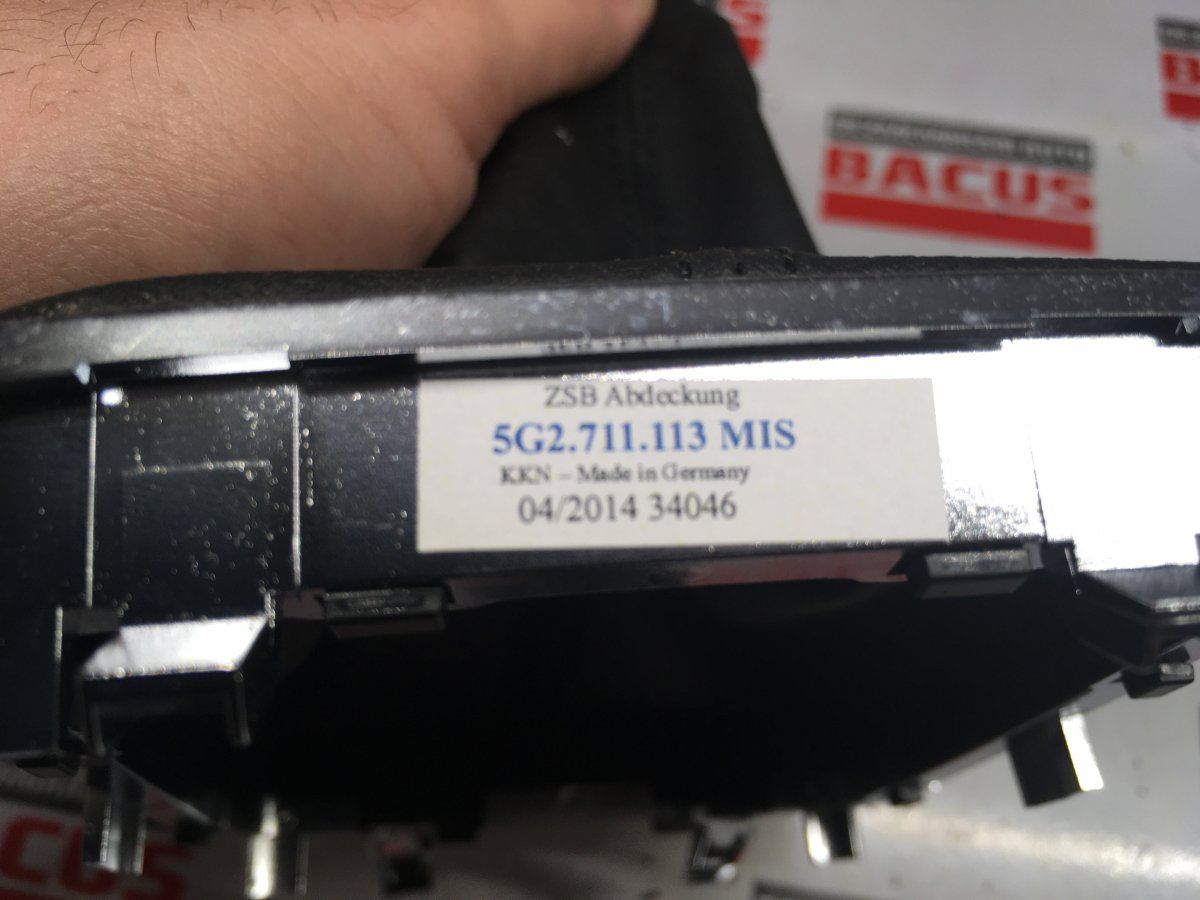 BACUS
ZSB Abdeckung
5G2.711.113 MIS
KKN – Made in Germany
04/2014 34046